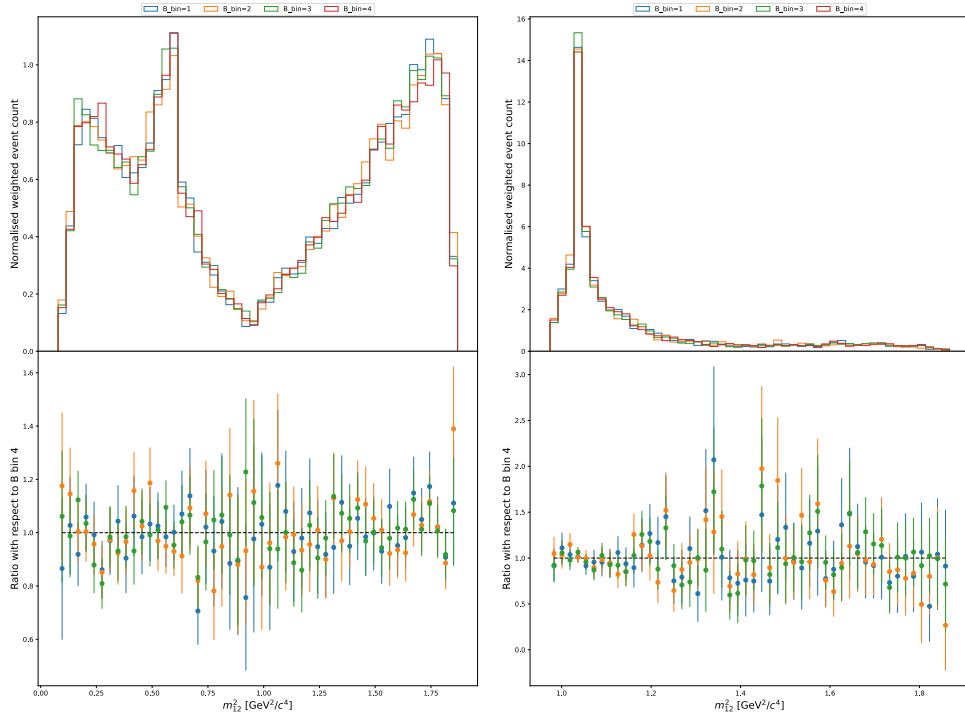 B_bin=1 B_bin=2 B_bin=3 B_bin=4
Normalised weighted event count
1.0
0.8
0.6
0.4
0.2
0.0
Ratio with respect to B bin 4
1.6
1.4
1.2
1.0
0.8
0.6
0.00 0.25 0.50 0.75 1.00 1.25 1.50 1.75
m²₁₂ [GeV²/c⁴]
B_bin=1 B_bin=2 B_bin=3 B_bin=4
Normalised weighted event count
16
14
12
10
8
6
4
2
0
Ratio with respect to B bin 4
3.0
2.5
2.0
1.5
1.0
0.5
0.0
1.0 1.2 1.4 1.6 1.8
m²₁₂ [GeV²/c⁴]